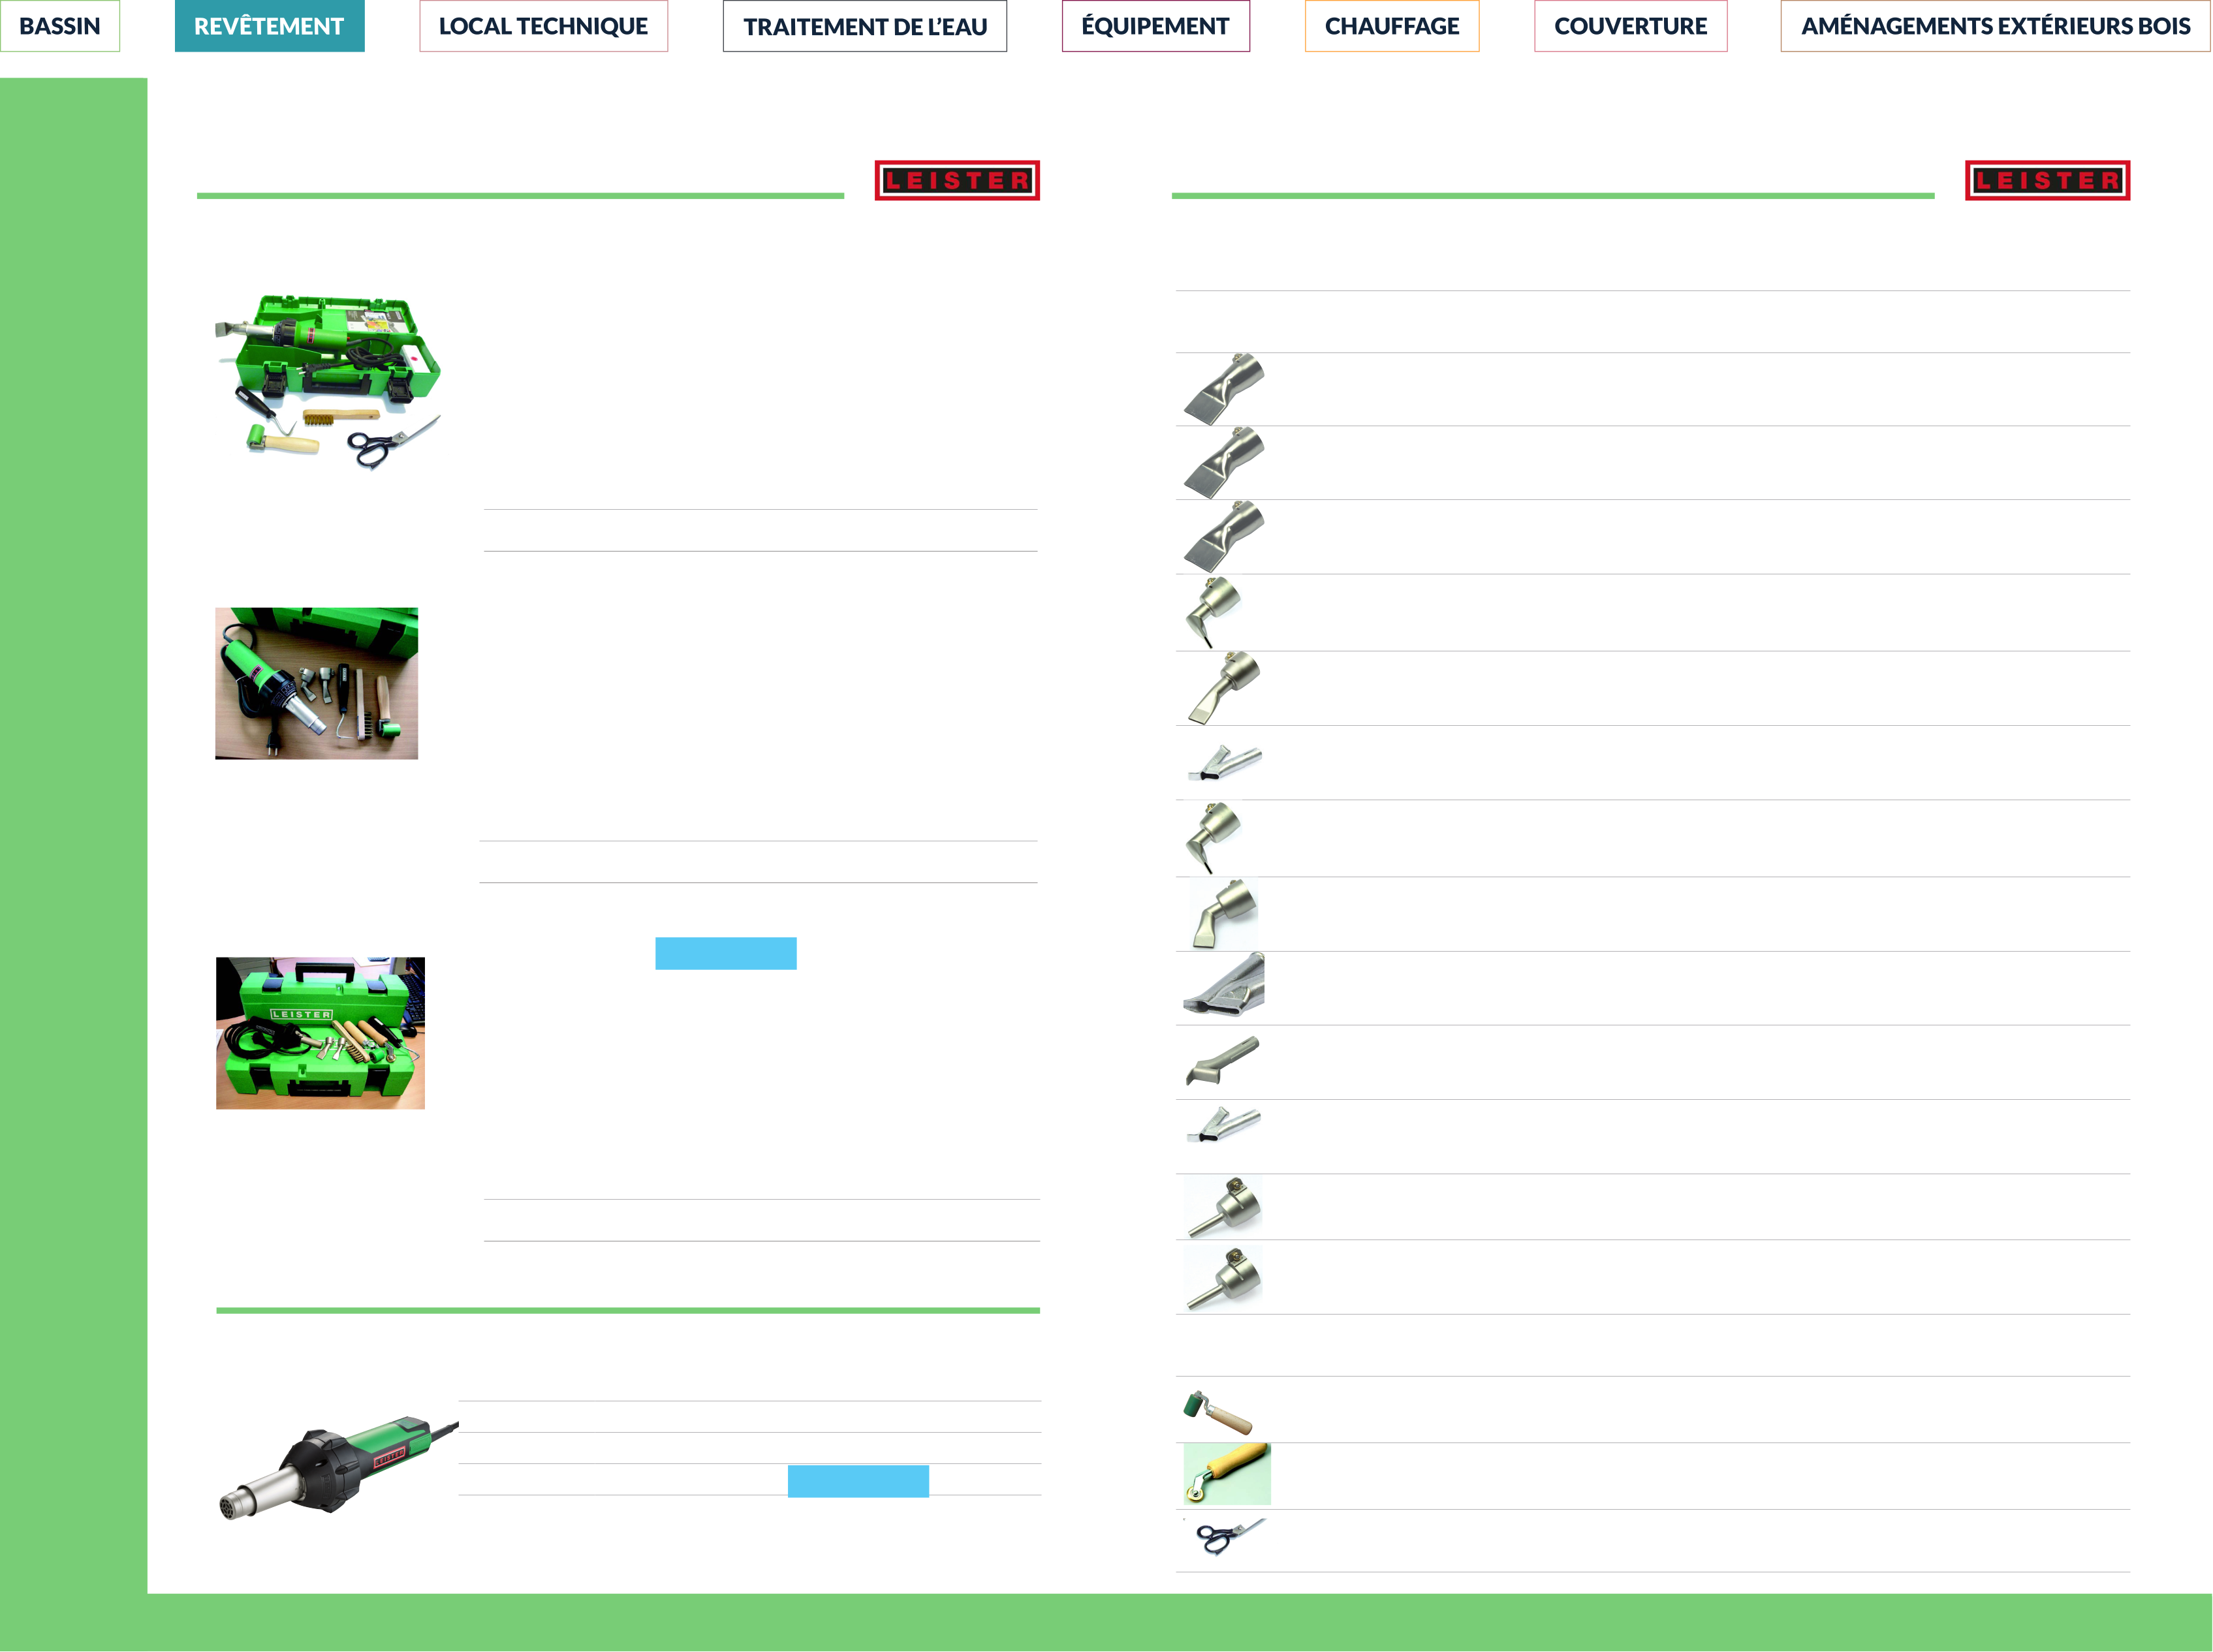 BASSIN
REVÊTEMENT
LOCAL TECHNIQUE
TRAITEMENT DE L'EAU
ÉQUIPEMENT
CHAUFFAGE
COUVERTURE
AMÉNAGEMENTS EXTÉRIEURS BOIS
LEISTER
LEISTER
LEISTER
LEISTER